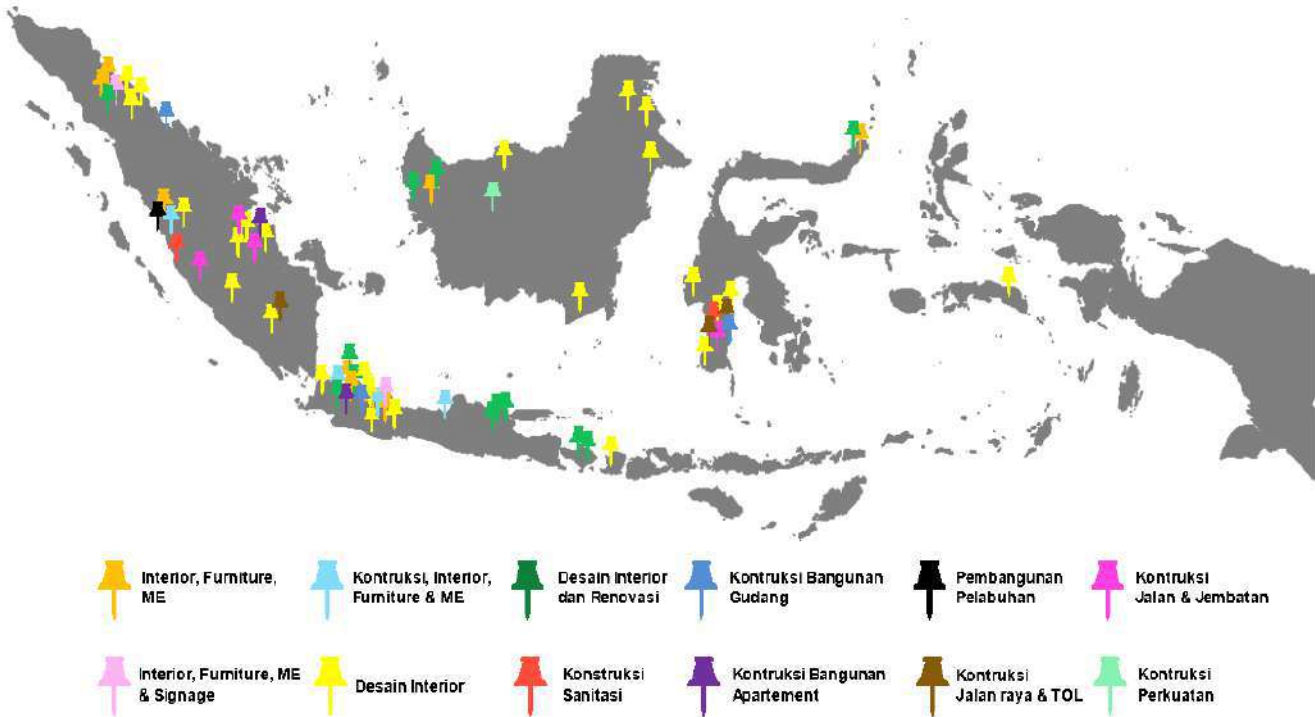 Interior, Furniture,
ME
Kontruksi, Interior,
Furniture & ME
Desain Interior
dan Renovasi
Kontruksi Bangunan
Gudang
Pembangunan
Pelabuhan
Kontruksi
Jalan & Jembatan
Interior, Furniture, ME
& Signage
Desain Interior
Konstruksi
Sanitasi
Kontruksi Bangunan
Apartement
Kontruksi
Jalan raya & TOL
Kontruksi
Perkuatan